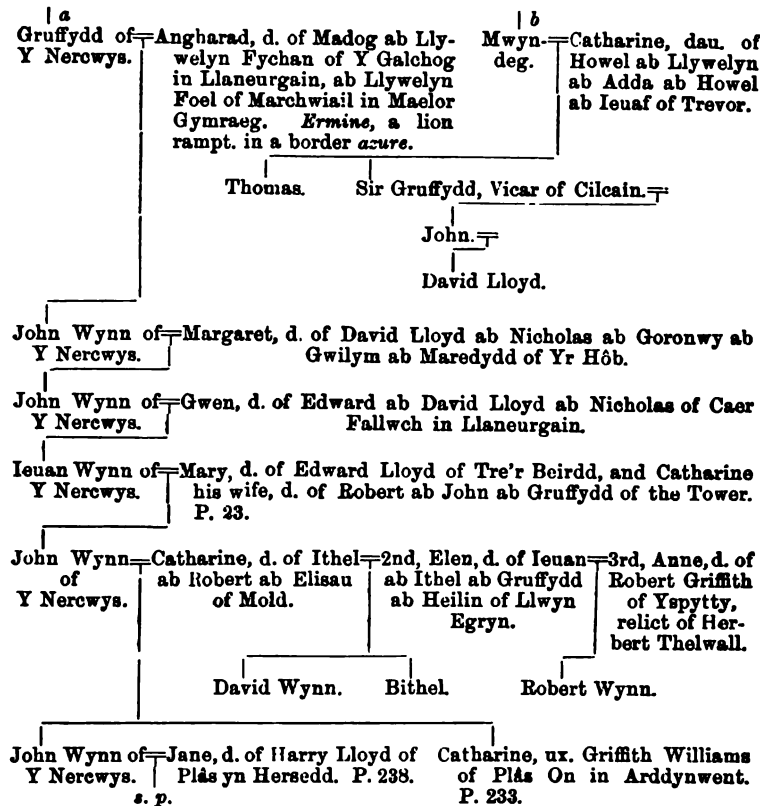 a
b
Gruffydd of Angharad, d. of Madog ab Lly-
Y Nercwys. welyn Fychan of Y Galchog
in Llaneurgain, ab Llywelyn
Foel of Marchwiail in Maelor
Gymraeg. Ermine, a lion
rampt. in a border azure.
Mwyn- Catharine, dau. of
deg. Howel ab Llywelyn
ab Adda ab Howel
ab Ieuaf of Trevor.
Thomas. Sir Gruffydd, Vicar of Cilcain.
John.
David Lloyd.
John Wynn of Margaret, d. of David Lloyd ab Nicholas ab Goronwy ab
Y Nercwys. Gwilym ab Maredydd of Yr Hôb.
John Wynn of Gwen, d. of Edward ab David Lloyd ab Nicholas of Caer
Y Nercwys. Fallwch in Llaneurgain.
Ieuan Wynn of Mary, d. of Edward Lloyd of Tre'r Beirdd, and Catharine
Y Nercwys. his wife, d. of Robert ab John ab Gruffydd of the Tower.
P. 23.
John Wynn
of
Y Nercwys.
Catharine, d. of Ithel
ab Robert ab Elisau
of Mold.
2nd, Elen, d. of Ieuan
ab Ithel ab Gruffydd
ab Heilin of Llwyn
Egryn.
3rd, Anne, d. of
Robert Griffith
of Yspytty,
relict of Her-
bert Thelwall.
David Wynn. Bithel. Robert Wynn.
John Wynn of Jane, d. of Harry Lloyd of
Y Nercwys. Plâs yn Hersedd. P. 238.
s. p.
Catharine, ux. Griffith Williams
of Plâs On in Arddynwent.
P. 233.